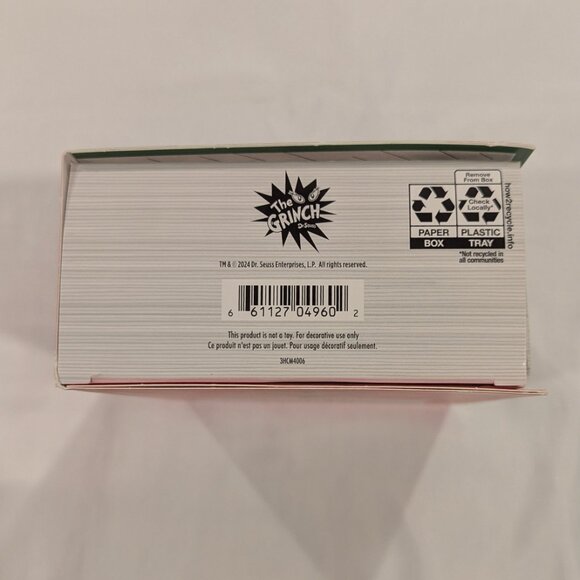 The
GRINCH
Dr. Seuss
TM & © 2024 Dr. Seuss Enterprises, L.P. All rights reserved.
6 61127 04960 2
This product is not a toy. For decorative use only
Ce produit n'est pas un jouet. Pour usage décoratif seulement.
3HCM4006
Remove
From Box
Check
Locally*
PAPER
BOX
PLASTIC
TRAY
*Not recycled in
all communities
how2recycle.info